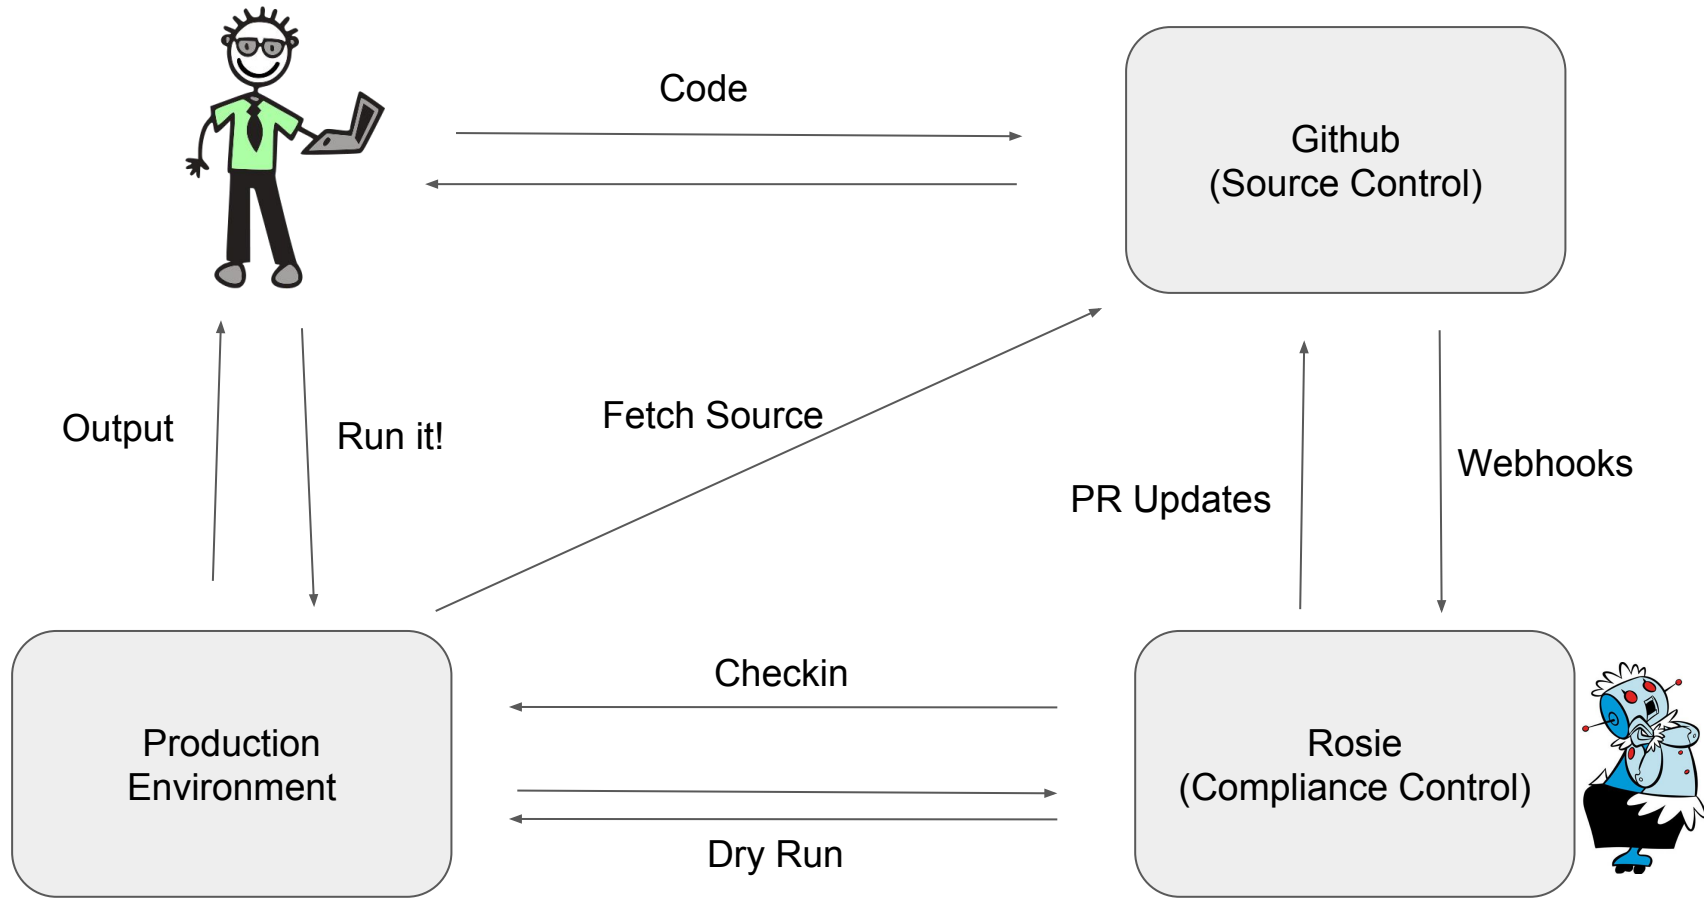 Code
Github
(Source Control)
Output
Run it!
Fetch Source
PR Updates
Webhooks
Checkin
Production
Environment
Rosie
(Compliance Control)
Dry Run